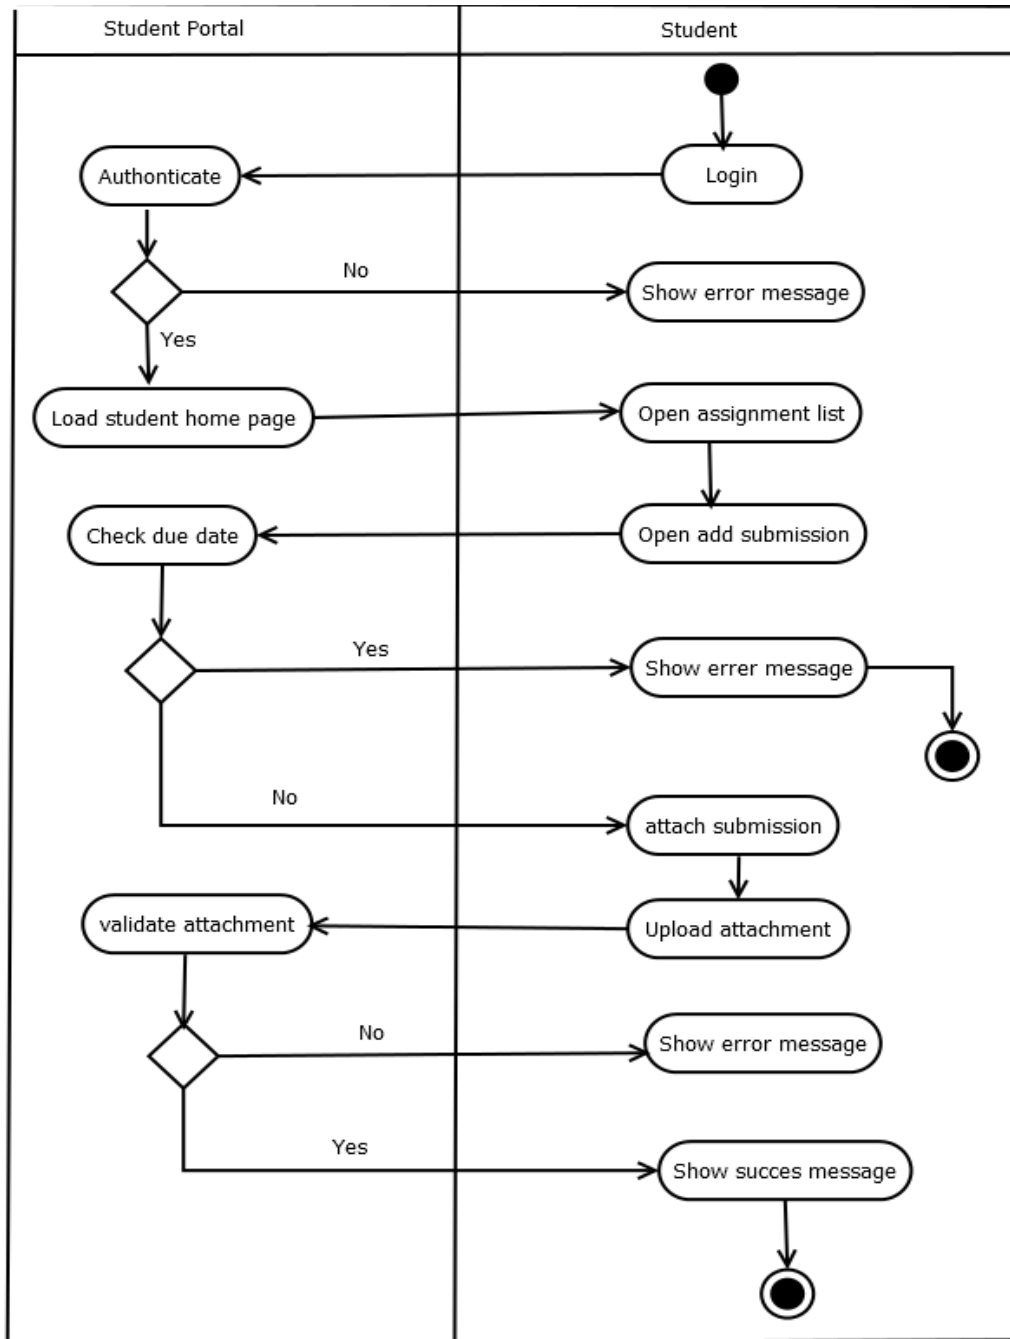 Student Portal
Student
Authonticate
Login
No
Show error message
Yes
Load student home page
Open assignment list
Check due date
Open add submission
Yes
Show errer message
No
attach submission
validate attachment
Upload attachment
No
Show error message
Yes
Show succes message